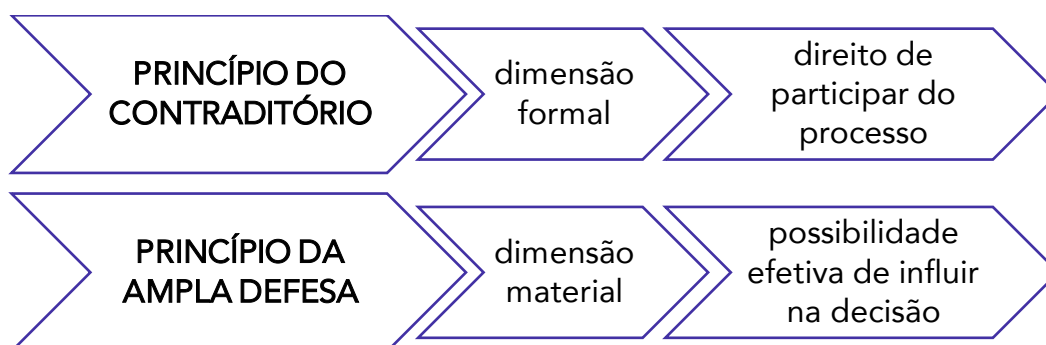 PRINCÍPIO DO
CONTRADITÓRIO
dimensão
formal
direito de
participar do
processo
PRINCÍPIO DA
AMPLA DEFESA
dimensão
material
possibilidade
efetiva de influir
na decisão